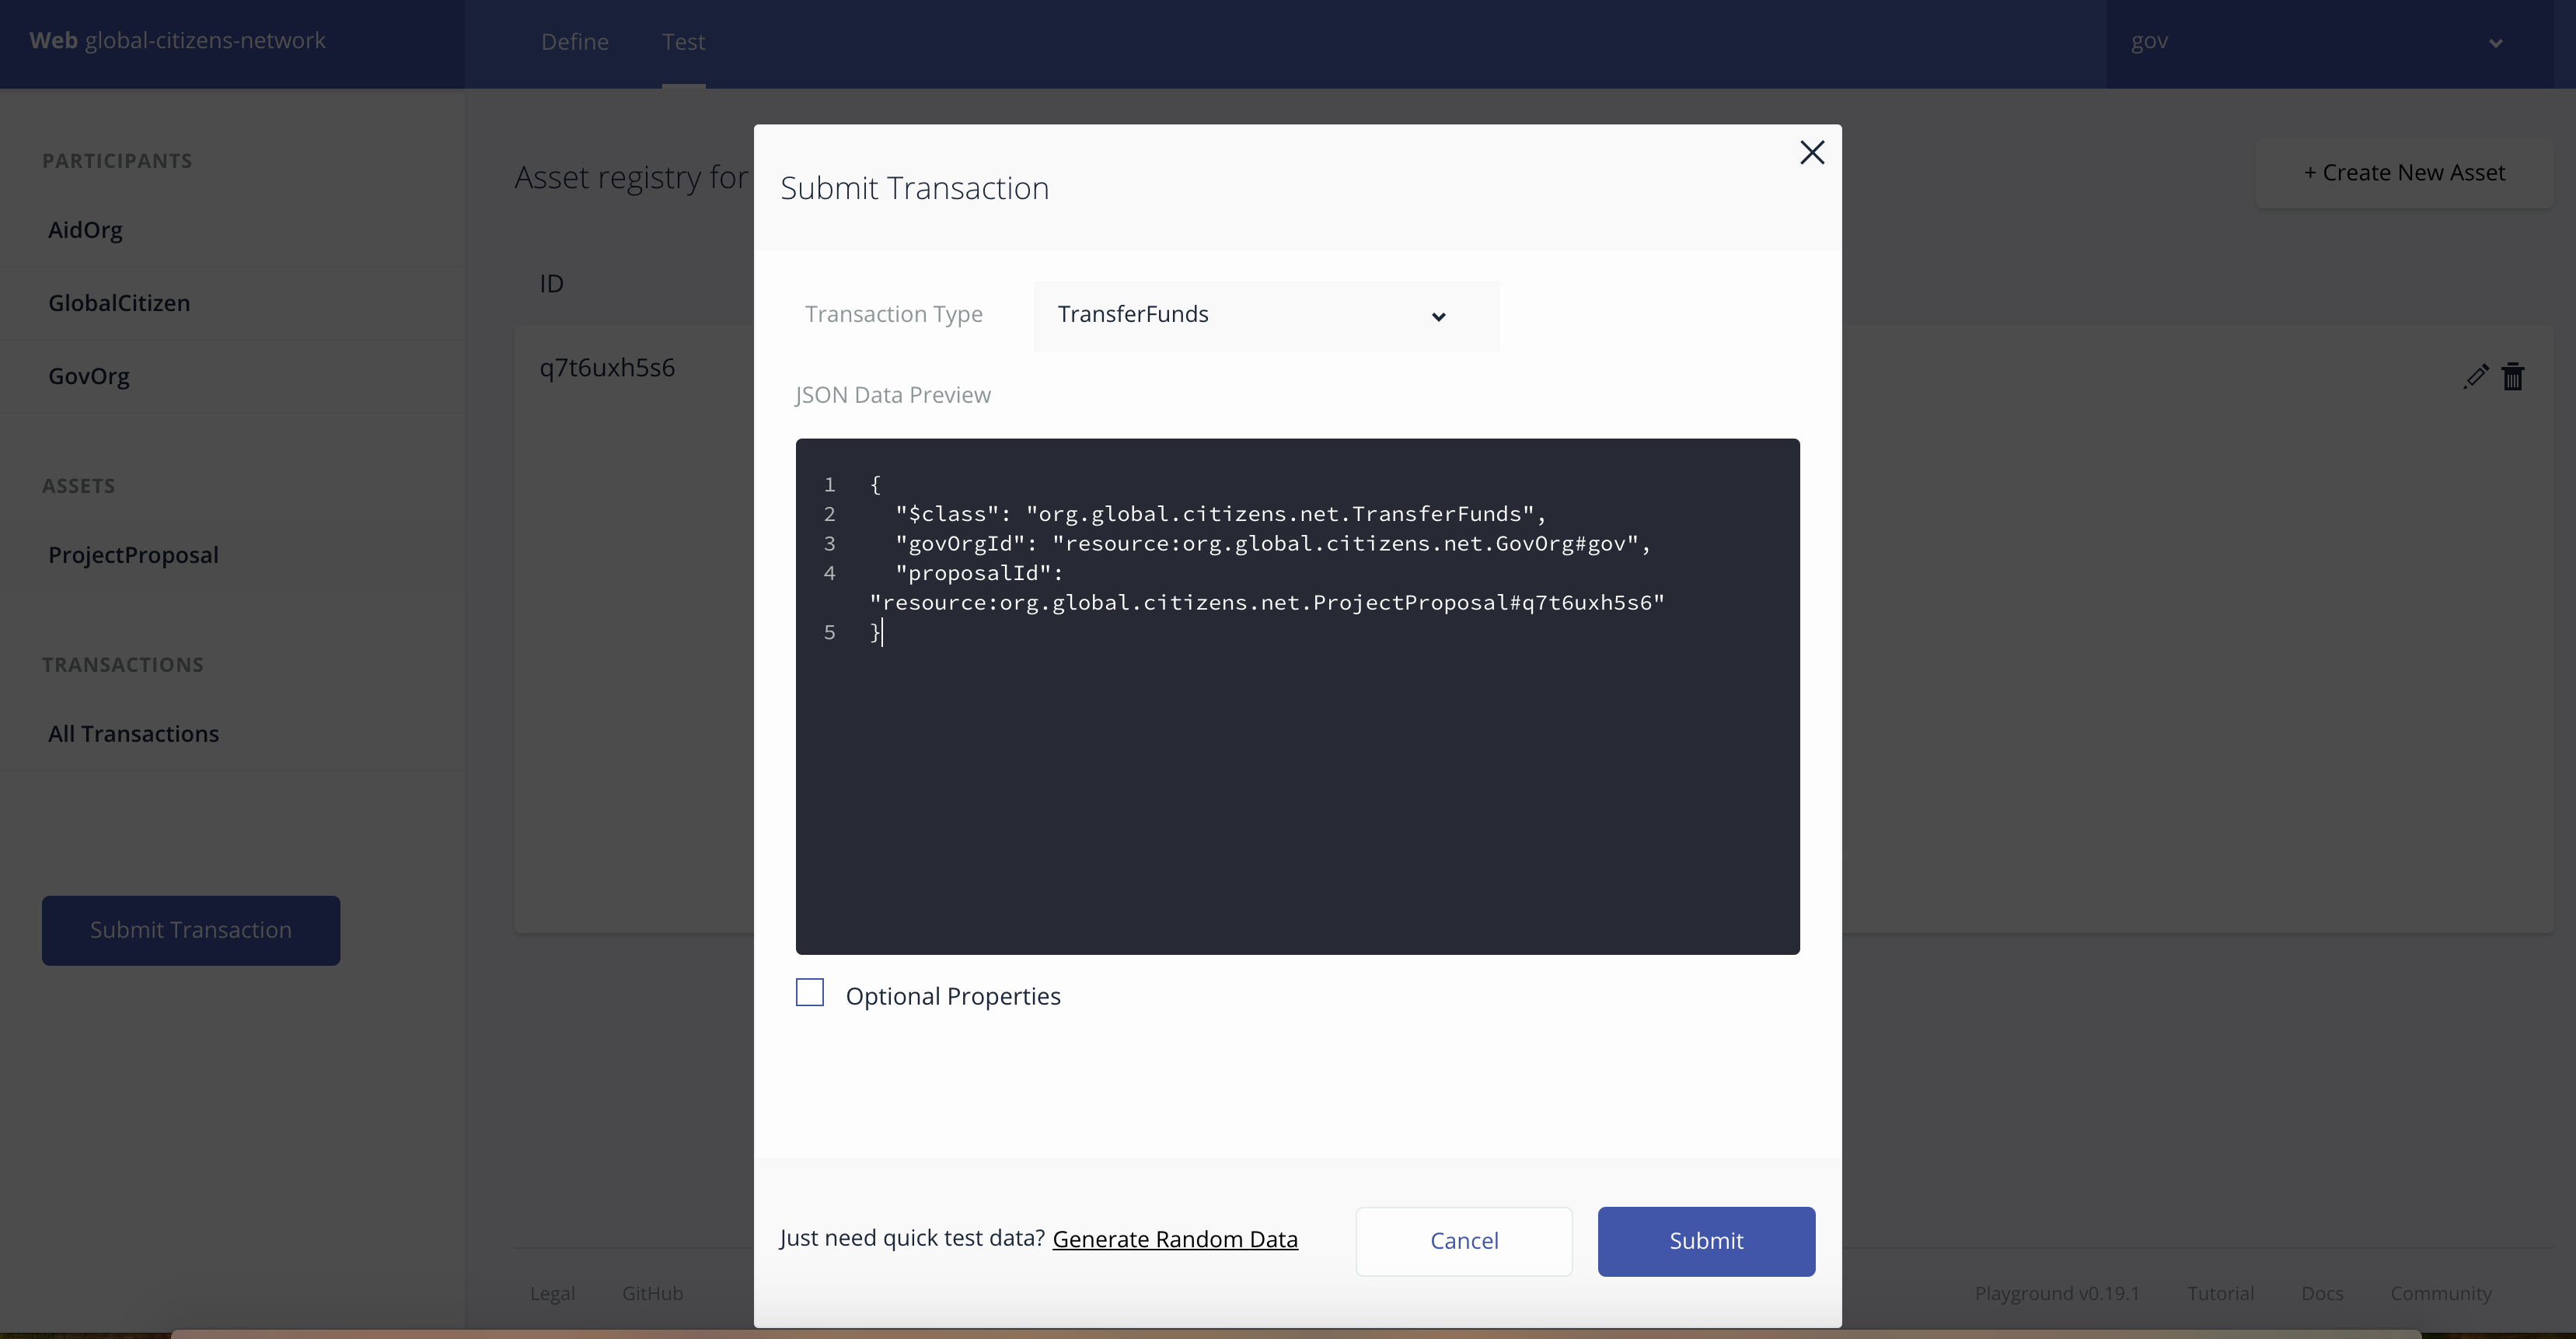 Web global-citizens-network
Define
Test
gov
PARTICIPANTS
AidOrg
GlobalCitizen
GovOrg
ASSETS
ProjectProposal
TRANSACTIONS
All Transactions
Submit Transaction
Asset registry for
+ Create New Asset
ID
q7t6uxh5s6
Submit Transaction
Transaction Type
TransferFunds
JSON Data Preview
1 {
2 "$class": "org.global.citizens.net.TransferFunds",
3 "govOrgId": "resource:org.global.citizens.net.GovOrg#gov",
4 "proposalId":
"resource:org.global.citizens.net.ProjectProposal#q7t6uxh5s6"
5 }
Optional Properties
Just need quick test data? Generate Random Data
Cancel
Submit
Legal
GitHub
Playground v0.19.1
Tutorial
Docs
Community